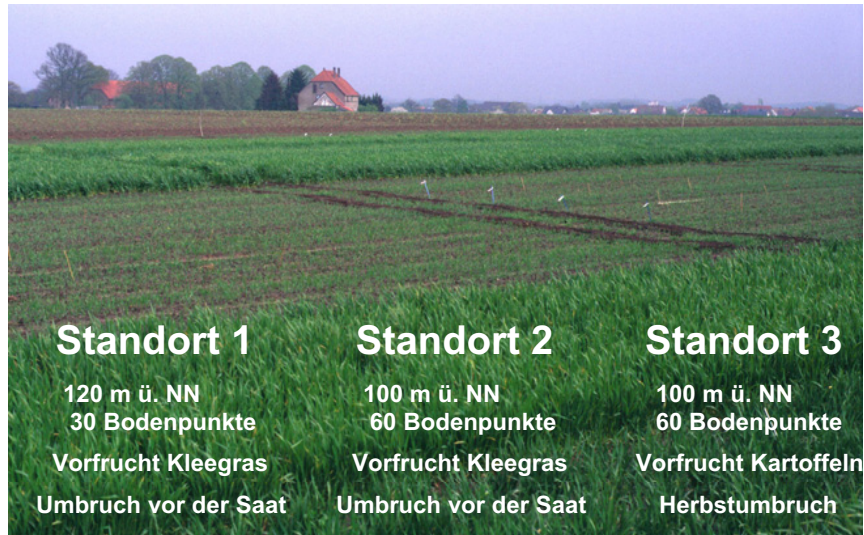 Standort 1
120 m ü. NN
30 Bodenpunkte
Vorfrucht Kleegras
Umbruch vor der Saat
Standort 2
100 m ü. NN
60 Bodenpunkte
Vorfrucht Kleegras
Umbruch vor der Saat
Standort 3
100 m ü. NN
60 Bodenpunkte
Vorfrucht Kartoffeln
Herbstumbruch